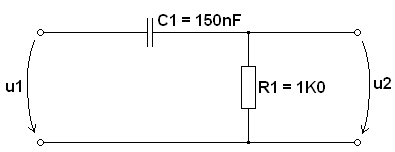 C1 = 150nF
u1
R1 = 1K0
u2